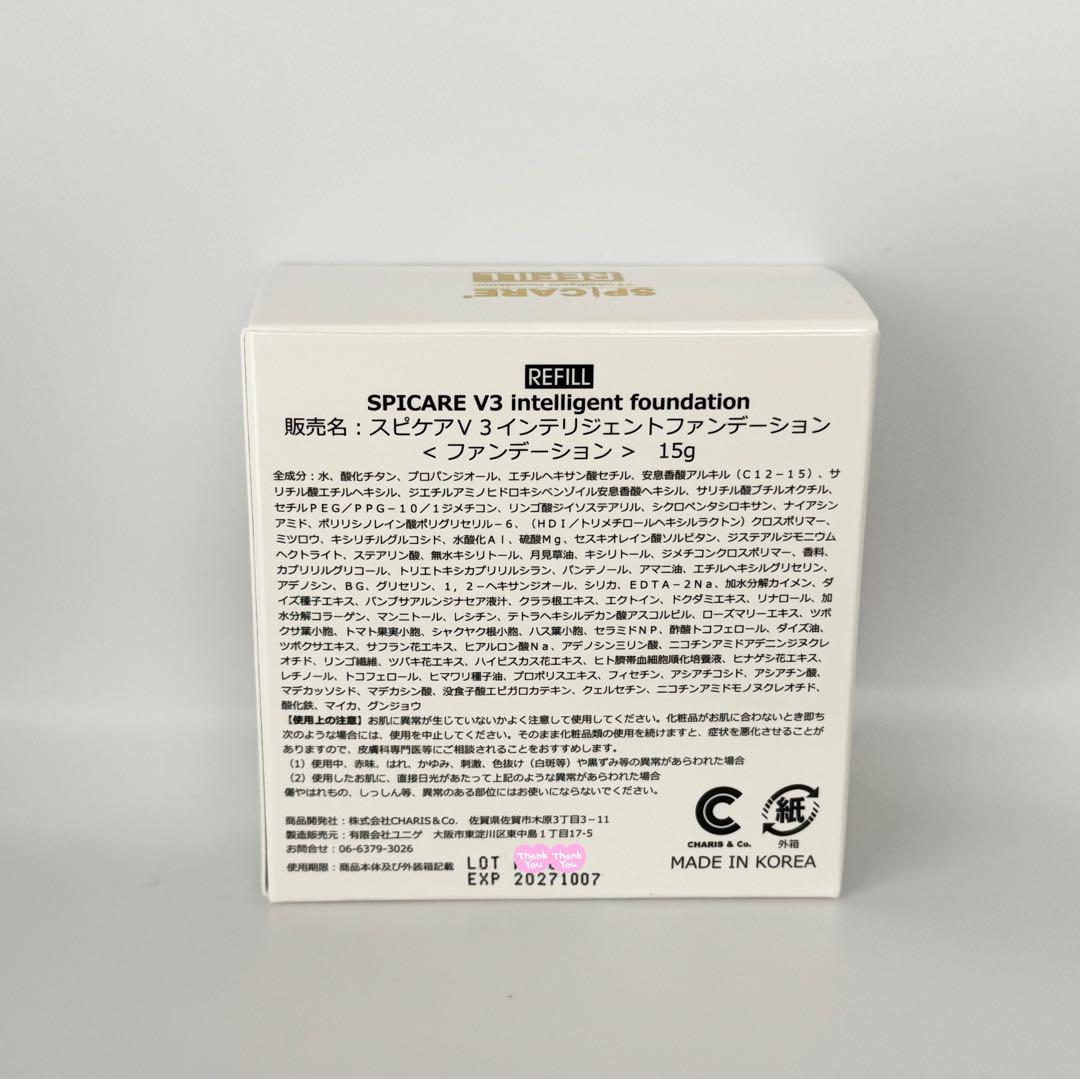 SPICARE
V3 intelligent foundation
REFILL
REFILL
SPICARE V3 intelligent foundation
販売名：スピケアＶ３インテリジェントファンデーション
＜ファンデーション＞ 15g
全成分：水、酸化チタン、プロパンジオール、エチルヘキサン酸セチル、安息香酸アルキル（Ｃ１２－１５）、サ
リチル酸エチルヘキシル、ジエチルアミノヒドロキシベンゾイル安息香酸ヘキシル、サリチル酸ブチルオクチル、
セチルＰＥＧ／ＰＰＧ－１０／１ジメチコン、リンゴ酸ジイソステアリル、シクロペンタシロキサン、ナイアシン
アミド、ポリリシノレイン酸ポリグリセリル－６、（ＨＤＩ／トリメチロールヘキシルラクトン）クロスポリマー、
ミツロウ、キシリチルグルコシド、水酸化Ａｌ、硫酸Ｍｇ、セスキオレイン酸ソルビタン、ジステアルジモニウム
ヘクトライト、ステアリン酸、無水キシリトール、月見草油、キシリトール、ジメチコンクロスポリマー、香料、
カプリリルグリコール、トリエトキシカプリリルシラン、パンテノール、アマニ油、エチルヘキシルグリセリン、
アデノシン、ＢＧ、グリセリン、１，２－ヘキサンジオール、シリカ、ＥＤＴＡ－２Ｎａ、加水分解カイメン、ダ
イズ種子エキス、バンブサアルンジナセア液汁、クララ根エキス、エクトイン、ドクダミエキス、リナロール、加
水分解コラーゲン、マンニトール、レシチン、テトラヘキシルデカン酸アスコルビル、ローズマリーエキス、ツボ
クサ葉小胞、トマト果実小胞、シャクヤク根小胞、ハス葉小胞、セラミドＮＰ、酢酸トコフェロール、ダイズ油、
ツボクサエキス、サフラン花エキス、ヒアルロン酸Ｎａ、アデノシン三リン酸、ニコチンアミドアデニンジヌクレ
オチド、リンゴ繊維、ツバキ花エキス、ハイビスカス花エキス、ヒト臍帯血細胞順化培養液、ヒナゲシ花エキス、
レチノール、トコフェロール、ヒマワリ種子油、プロポリスエキス、フィセチン、アシアチコシド、アシアチン酸、
マデカッソシド、マデカシン酸、没食子酸エピガロカテキン、クェルセチン、ニコチンアミドモノヌクレオチド、
酸化鉄、マイカ、グンジョウ
【使用上の注意】お肌に異常が生じていないかよく注意して使用してください。化粧品がお肌に合わないとき即ち
次のような場合には、使用を中止してください。そのまま化粧品類の使用を続けますと、症状を悪化させることが
ありますので、皮膚科専門医等にご相談されることをおすすめします。
（1）使用中、赤味、はれ、かゆみ、刺激、色抜け（白斑等）や黒ずみ等の異常があらわれた場合
（2）使用したお肌に、直接日光があたって上記のような異常があらわれた場合
傷やはれもの、しっしん等、異常のある部位にはお使いにならないでください。
商品開発社：株式会社CHARIS＆Co. 佐賀県佐賀市木原3丁目3－11
製造販売元：有限会社ユニゲ 大阪市東淀川区東中島１丁目17-5
お問合せ：06-6379-3026
使用期限：商品本体及び外装箱記載
LOT
Thank You Thank You
EXP 20271007
CHARIS & Co.
紙
外箱
MADE IN KOREA